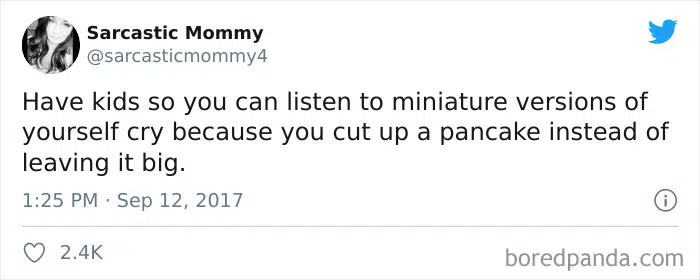 Sarcastic Mommy
@sarcasticmommy4
Have kids so you can listen to miniature versions of
yourself cry because you cut up a pancake instead of
leaving it big.
1:25 PM · Sep 12, 2017
2.4K
boredpanda.com